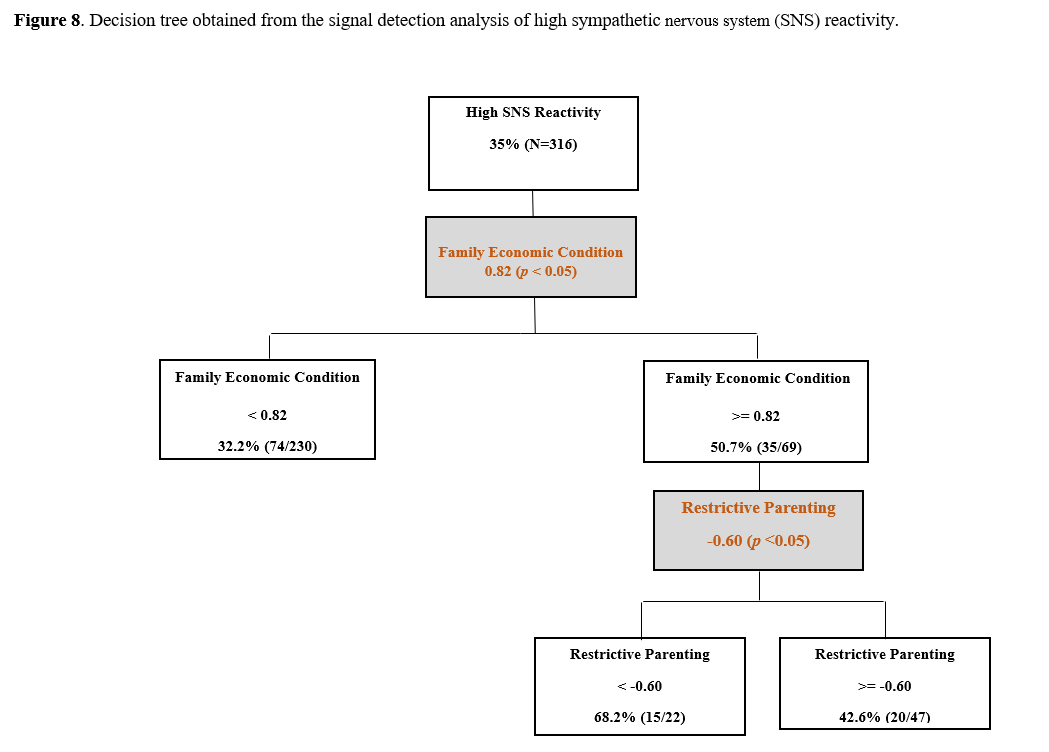 Figure 8. Decision tree obtained from the signal detection analysis of high sympathetic nervous system (SNS) reactivity.
High SNS Reactivity
35% (N=316)
Family Economic Condition
0.82 (p < 0.05)
Family Economic Condition
< 0.82
32.2% (74/230)
Family Economic Condition
>= 0.82
50.7% (35/69)
Restrictive Parenting
-0.60 (p <0.05)
Restrictive Parenting
< -0.60
68.2% (15/22)
Restrictive Parenting
>= -0.60
42.6% (20/47)